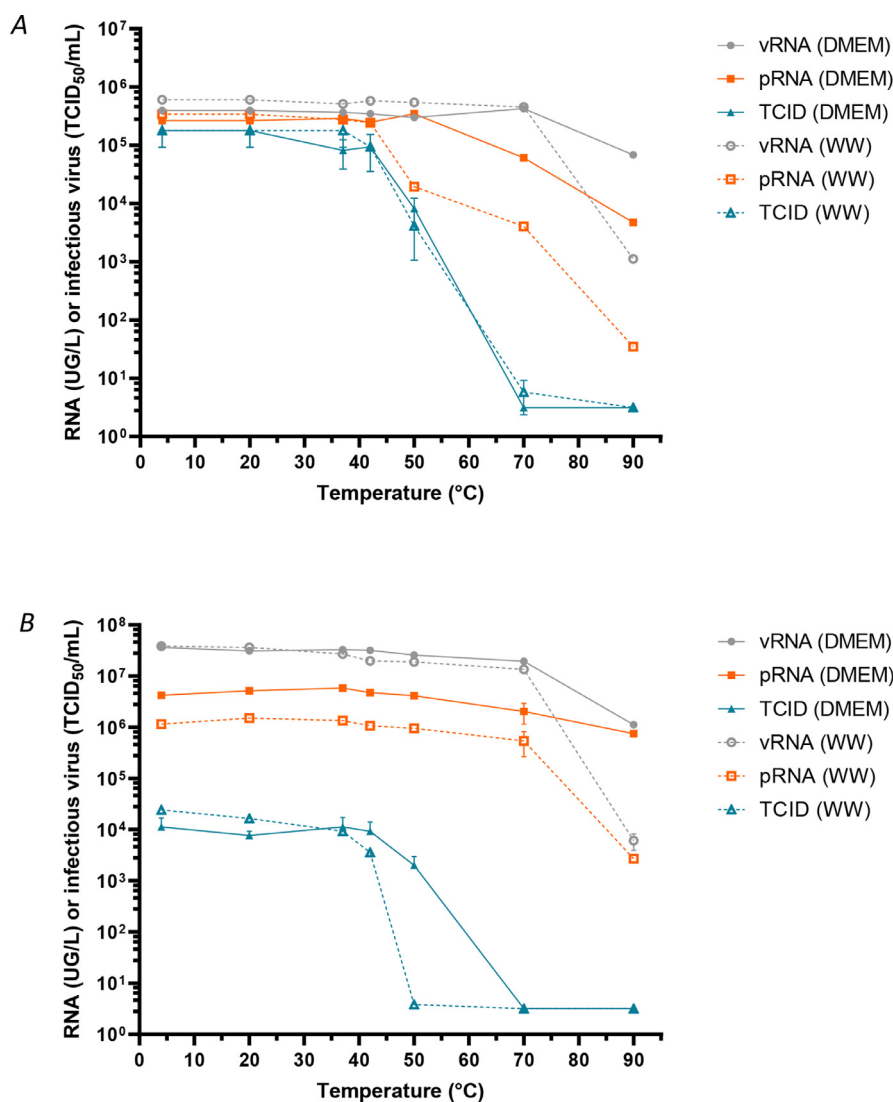 A
RNA (UG/L) or infectious virus (TCID50/mL)
10⁷
10⁶
10⁵
10⁴
10³
10²
10¹
10⁰
0 10 20 30 40 50 60 70 80 90
Temperature (°C)
vRNA (DMEM)
pRNA (DMEM)
TCID (DMEM)
vRNA (WW)
pRNA (WW)
TCID (WW)
B
RNA (UG/L) or infectious virus (TCID50/mL)
10⁸
10⁷
10⁶
10⁵
10⁴
10³
10²
10¹
10⁰
0 10 20 30 40 50 60 70 80 90
Temperature (°C)
vRNA (DMEM)
pRNA (DMEM)
TCID (DMEM)
vRNA (WW)
pRNA (WW)
TCID (WW)